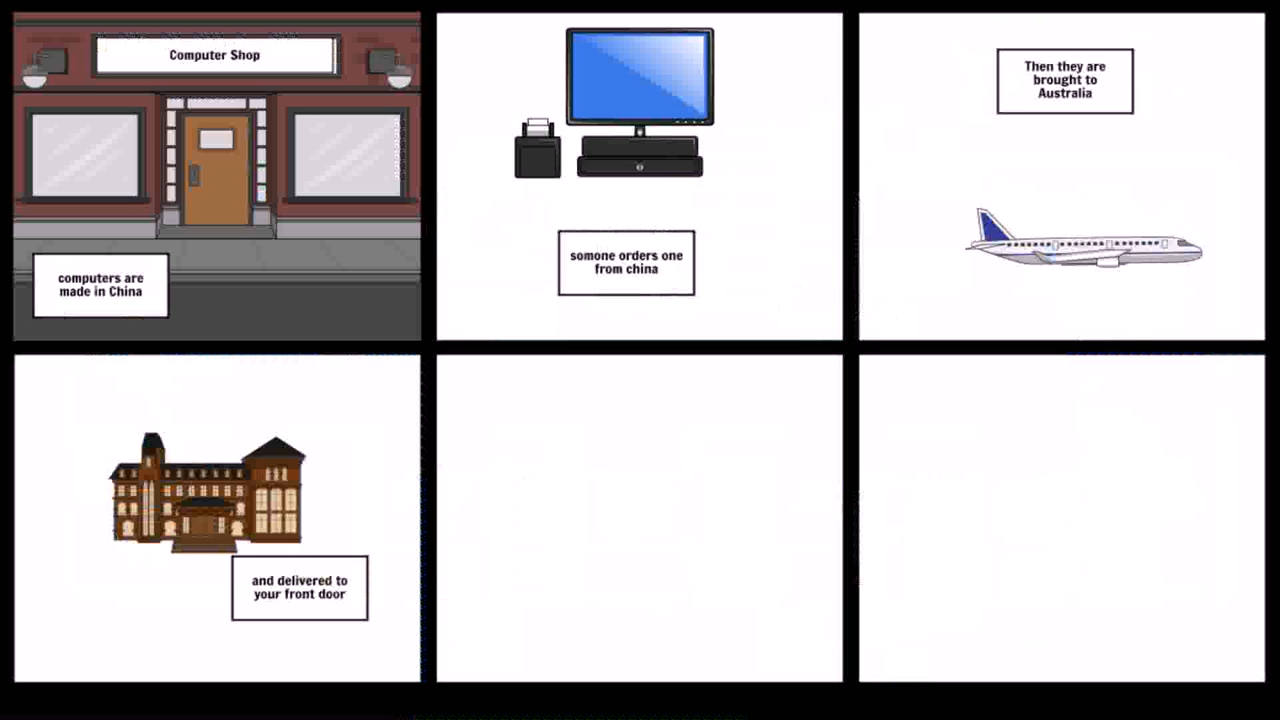 Computer Shop
computers are
made in China
somone orders one
from china
Then they are
brought to
Australia
and delivered to
your front door